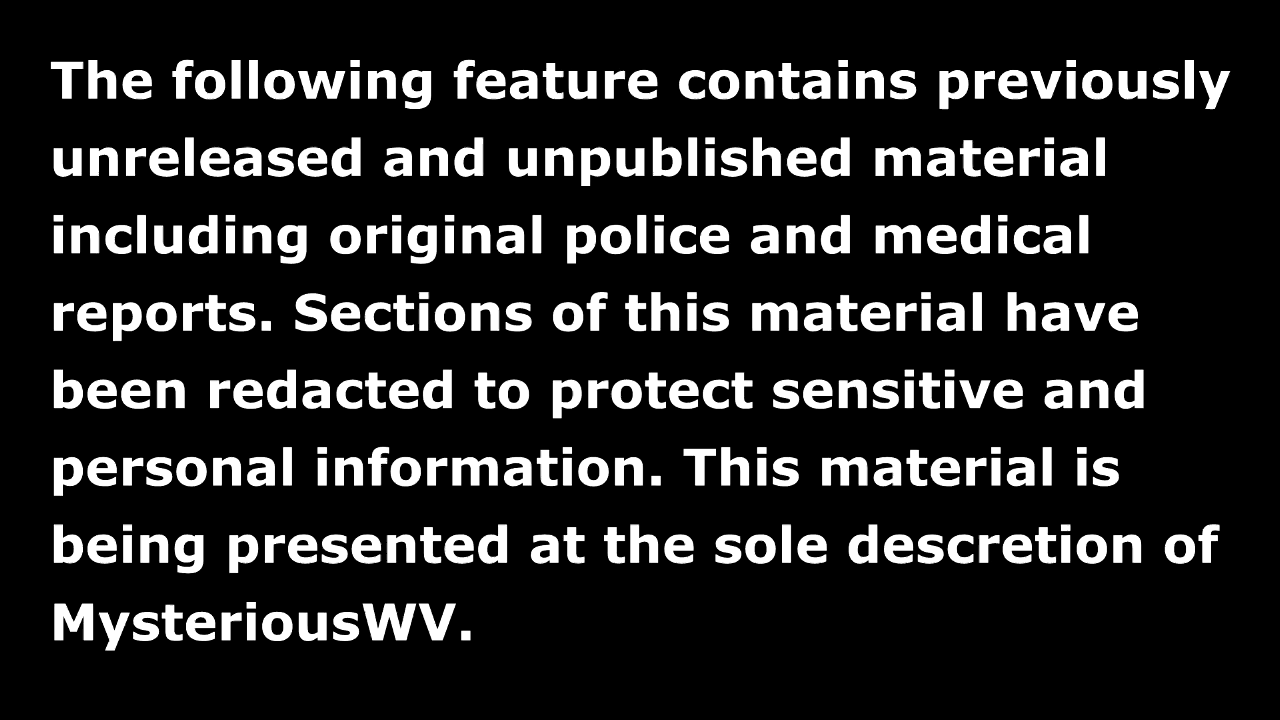 The following feature contains previously
unreleased and unpublished material
including original police and medical
reports. Sections of this material have
been redacted to protect sensitive and
personal information. This material is
being presented at the sole descretion of
MysteriousWV.